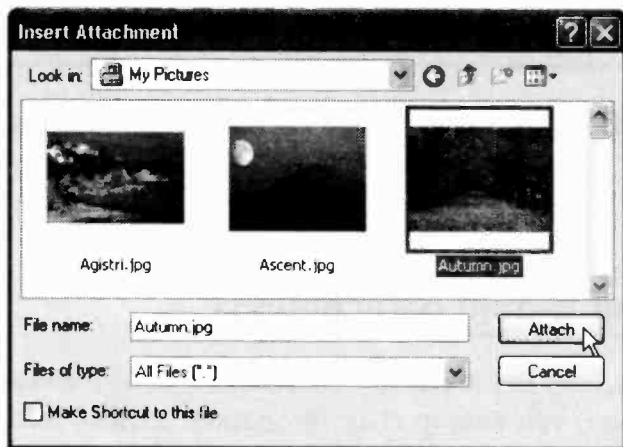 Insert Attachment
Look in: My Pictures
Agistri.jpg Ascent.jpg Autumn.jpg
File name: Autumn.jpg Attach
Files of type: All Files (*.*) Cancel
Make Shortcut to this file